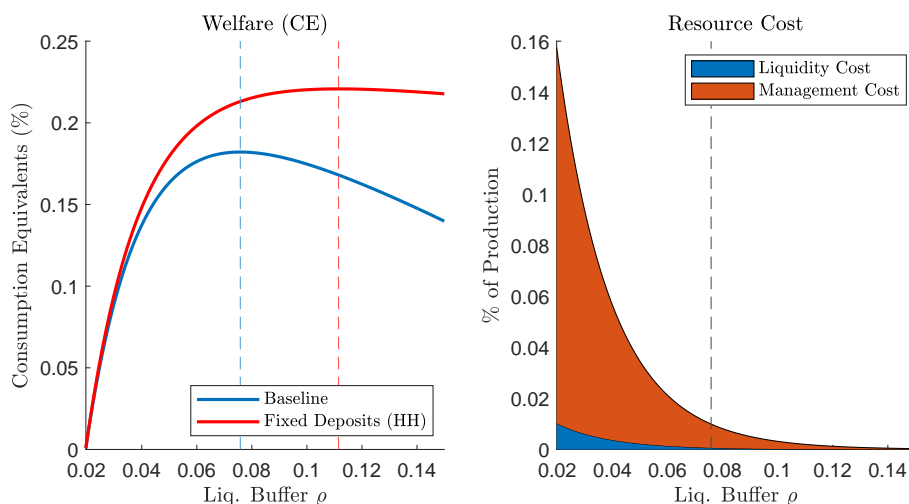 Welfare (CE)
Consumption Equivalents (%)
0.25
0.2
0.15
0.1
0.05
0
0.02
0.04
0.06
0.08
0.1
0.12
0.14
Liq. Buffer ρ
Baseline
Fixed Deposits (HH)
Resource Cost
% of Production
0.16
0.14
0.12
0.1
0.08
0.06
0.04
0.02
0
0.02
0.04
0.06
0.08
0.1
0.12
0.14
Liq. Buffer ρ
Liquidity Cost
Management Cost